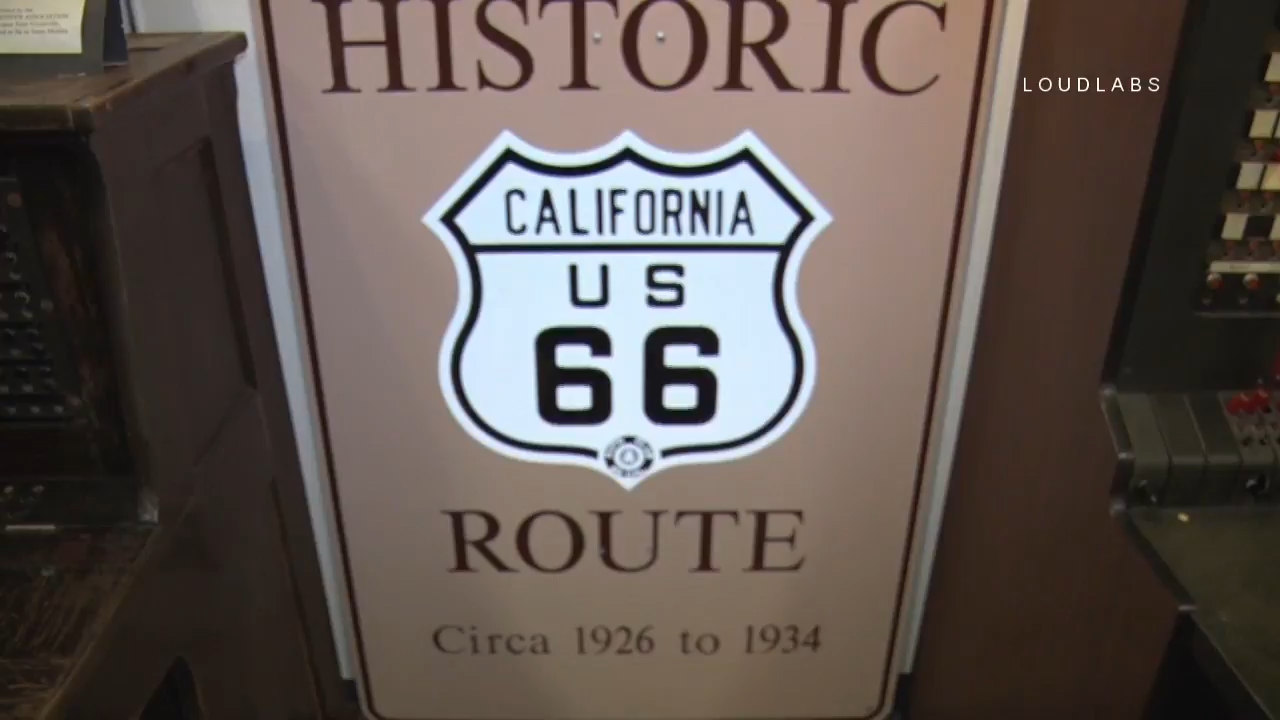 HISTORIC
LOUDLABS
CALIFORNIA
US
66
ROUTE
Circa 1926 to 1934